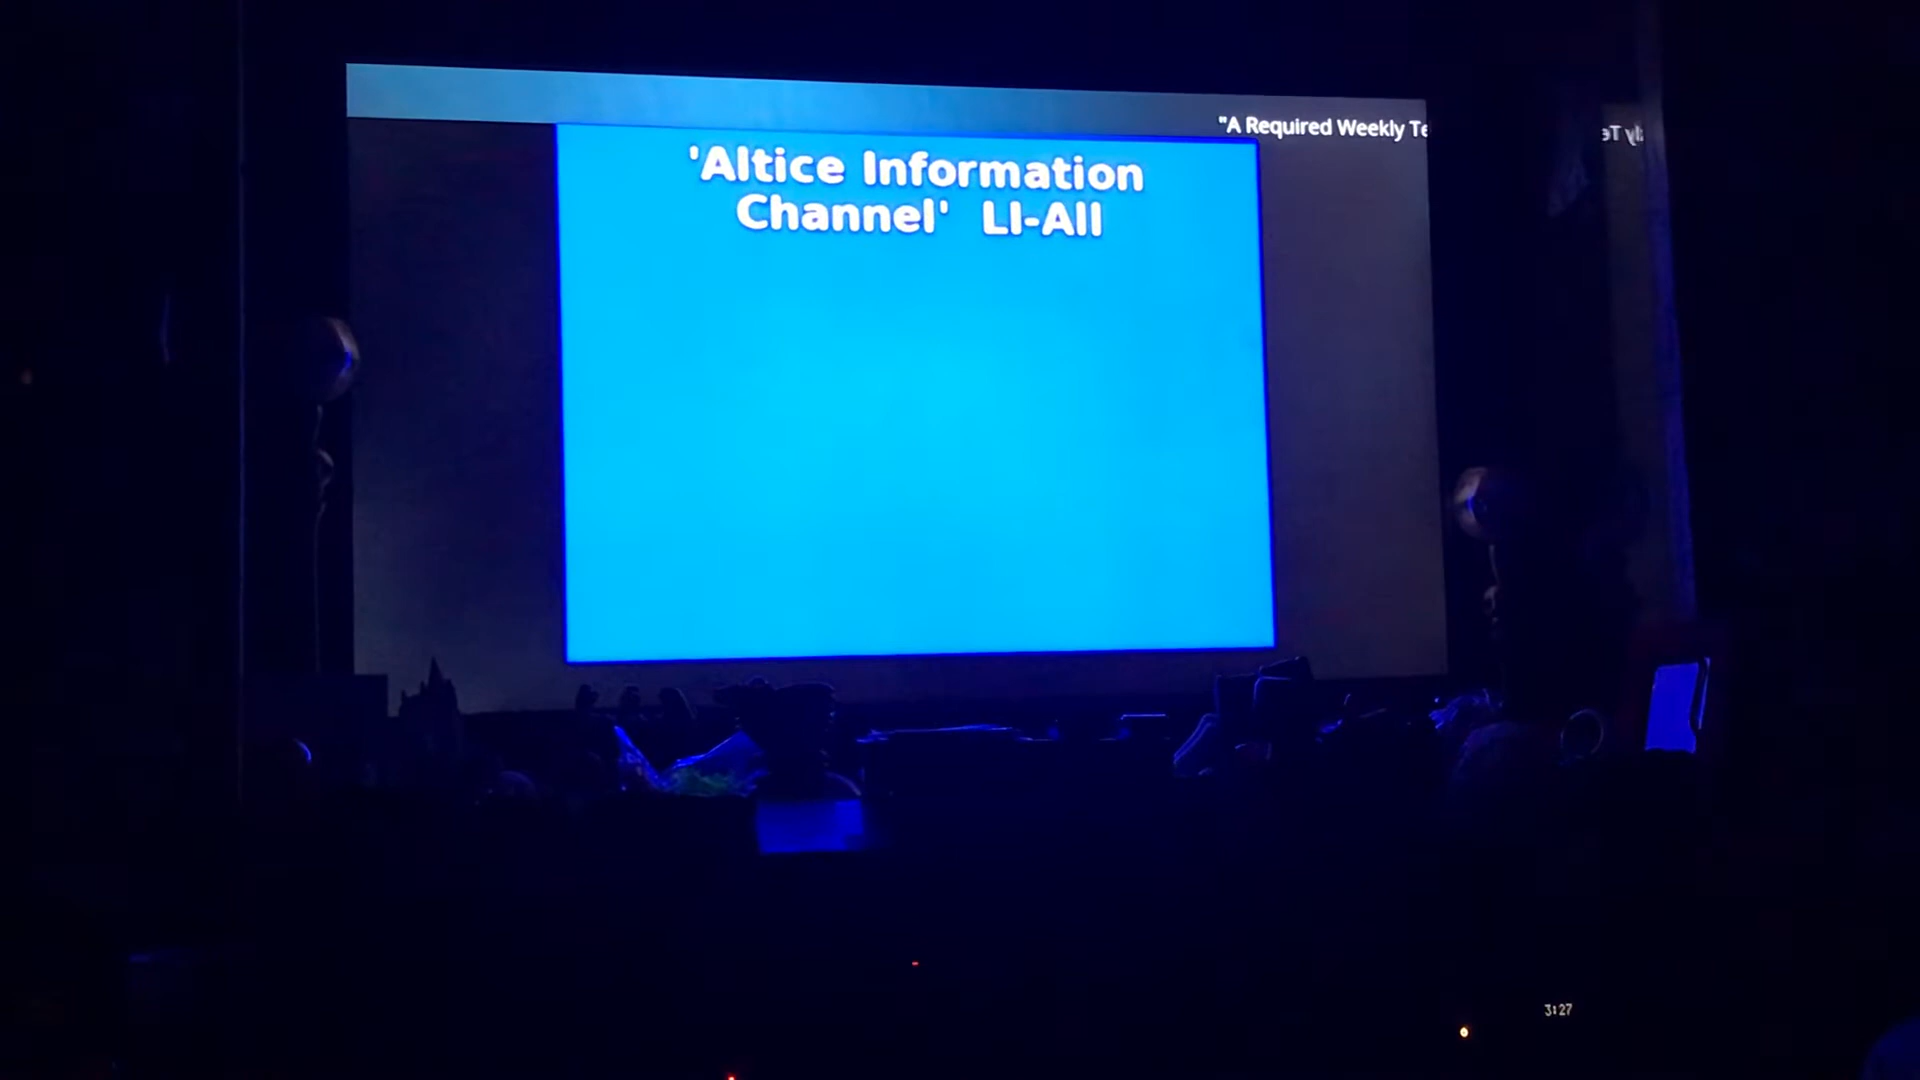 "A Required Weekly Te
'Altice Information
Channel' LI-All
3:27